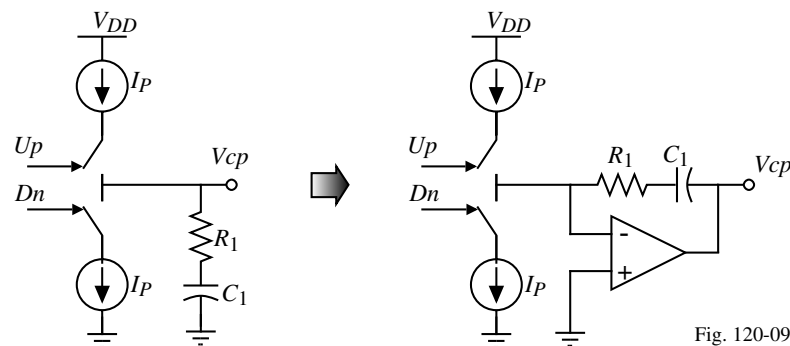 VDD
IP
Up
Vcp
Dn
R1
IP
C1
VDD
IP
Up
R1
C1
Vcp
Dn
-
+
IP
Fig. 120-09